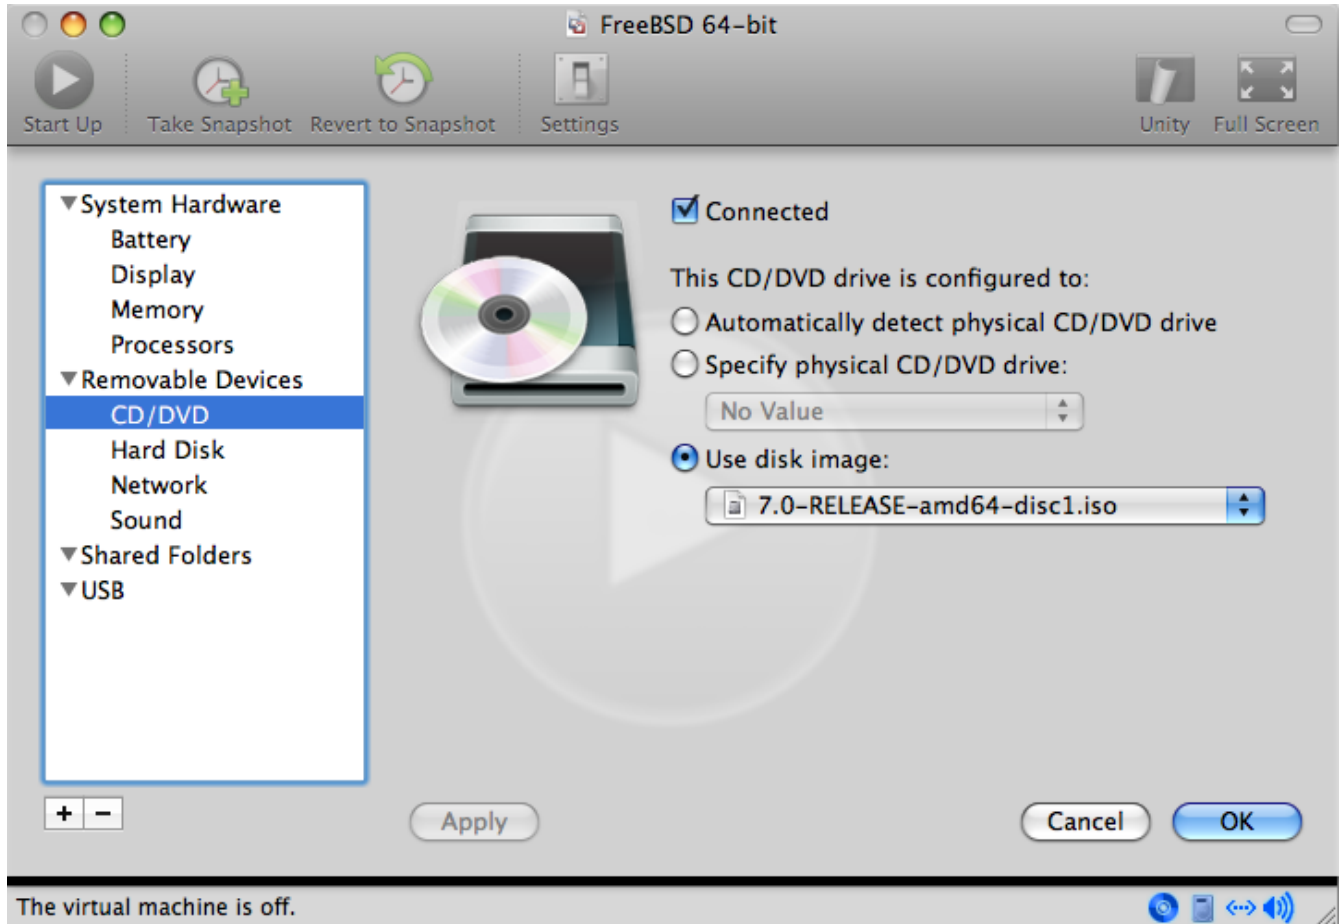 FreeBSD 64-bit
Start Up
Take Snapshot
Revert to Snapshot
Settings
Unity
Full Screen
System Hardware
Battery
Display
Memory
Processors
Removable Devices
CD/DVD
Hard Disk
Network
Sound
Shared Folders
USB
Connected
This CD/DVD drive is configured to:
Automatically detect physical CD/DVD drive
Specify physical CD/DVD drive:
No Value
Use disk image:
7.0-RELEASE-amd64-disc1.iso
+ -
Apply
Cancel
OK
The virtual machine is off.